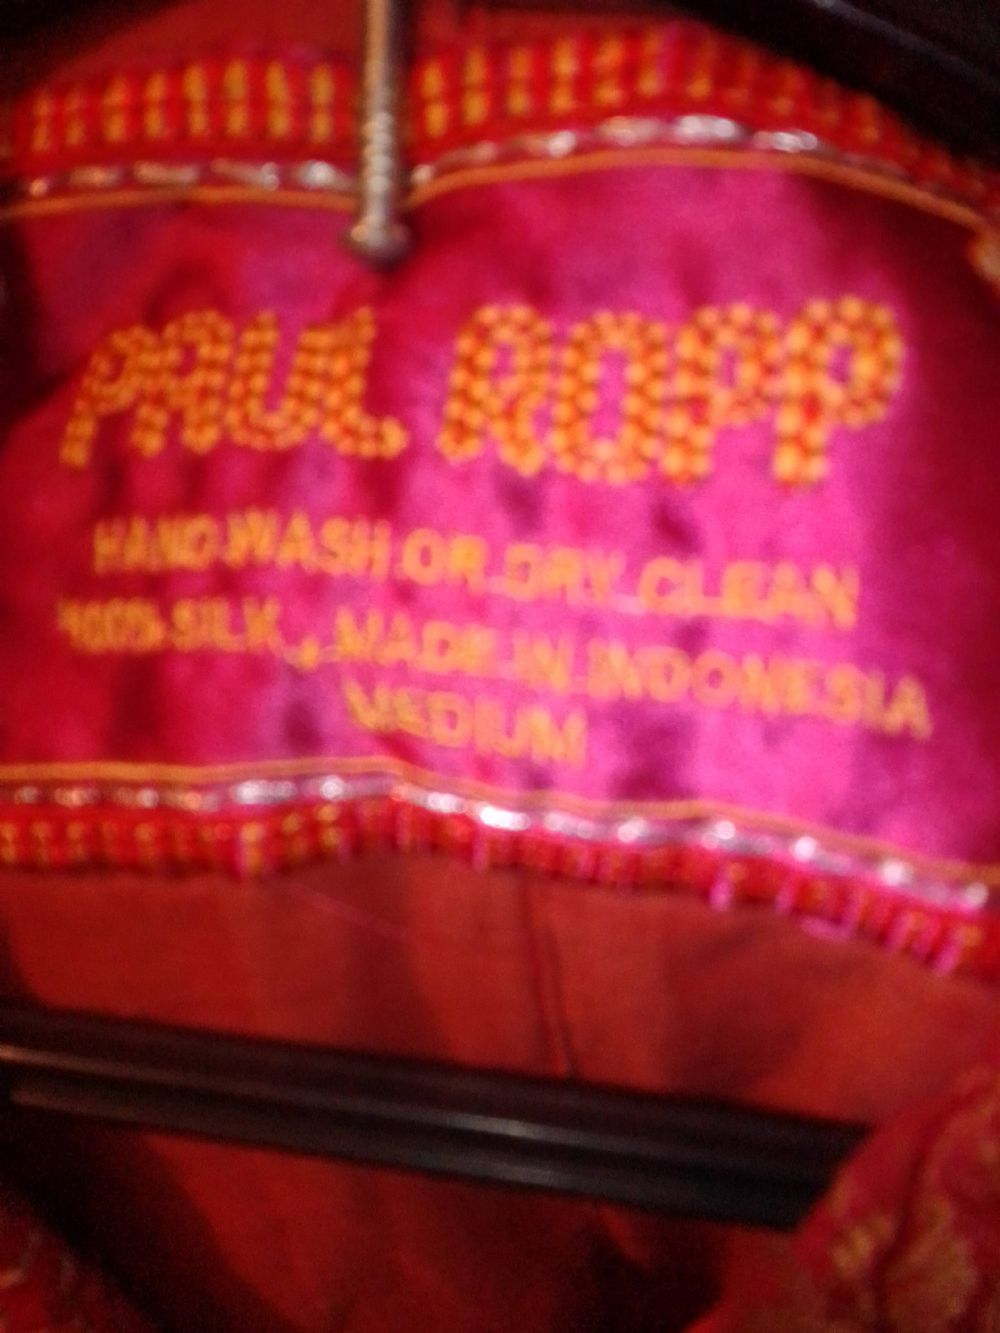 PAUL ROPP
HAND WASH OR DRY CLEAN
100% SILK, MADE IN INDONESIA
MEDIUM